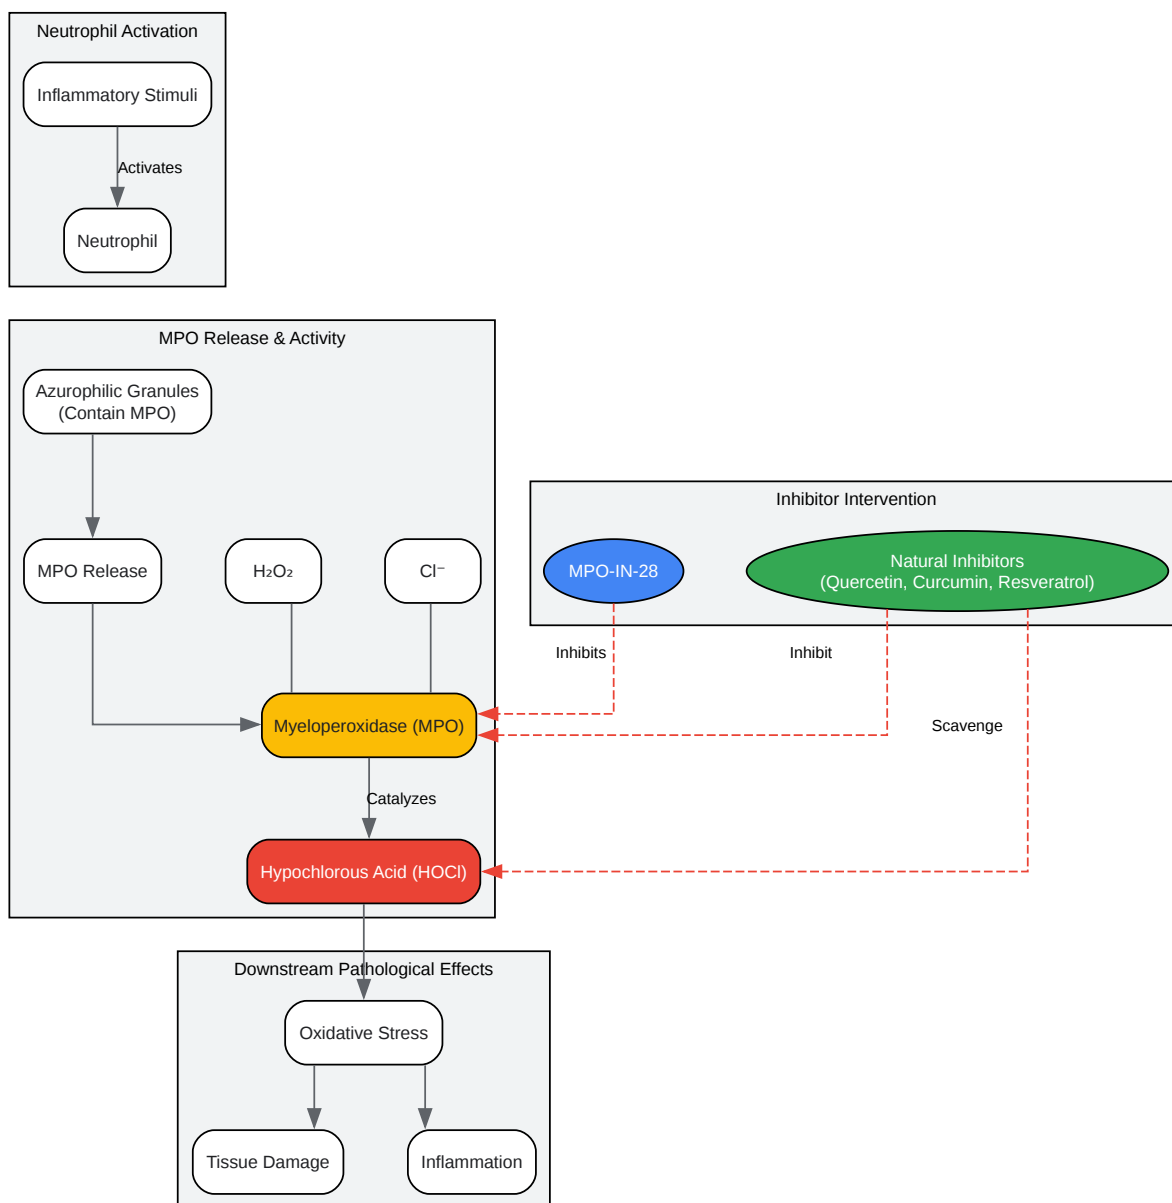 Neutrophil Activation
Inflammatory Stimuli
Activates
Neutrophil
MPO Release & Activity
Azurophilic Granules
(Contain MPO)
MPO Release
H₂O₂
Cl⁻
Myeloperoxidase (MPO)
Catalyzes
Hypochlorous Acid (HOCl)
Inhibitor Intervention
MPO-IN-28
Natural Inhibitors
(Quercetin, Curcumin, Resveratrol)
Inhibits
Inhibit
Scavenge
Downstream Pathological Effects
Oxidative Stress
Tissue Damage
Inflammation